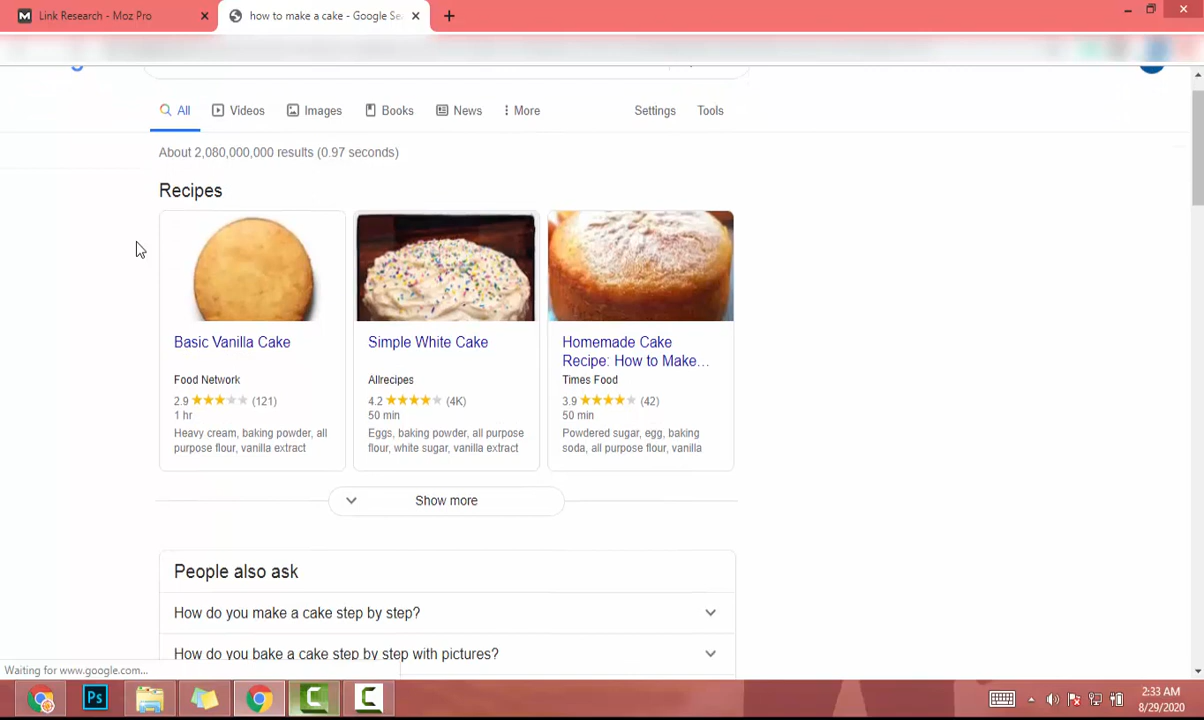 Link Research - Moz Pro
how to make a cake - Google Se
All Videos Images Books News More Settings Tools
About 2,080,000,000 results (0.97 seconds)
Recipes
Basic Vanilla Cake
Food Network
2.9 (121)
1 hr
Heavy cream, baking powder, all
purpose flour, vanilla extract
Simple White Cake
Allrecipes
4.2 (4K)
50 min
Eggs, baking powder, all purpose
flour, white sugar, vanilla extract
Homemade Cake
Recipe: How to Make...
Times Food
3.9 (42)
50 min
Powdered sugar, egg, baking
soda, all purpose flour, vanilla
Show more
People also ask
How do you make a cake step by step?
How do you bake a cake step by step with pictures?
Waiting for www.google.com...
Ps
2:33 AM
8/29/2020